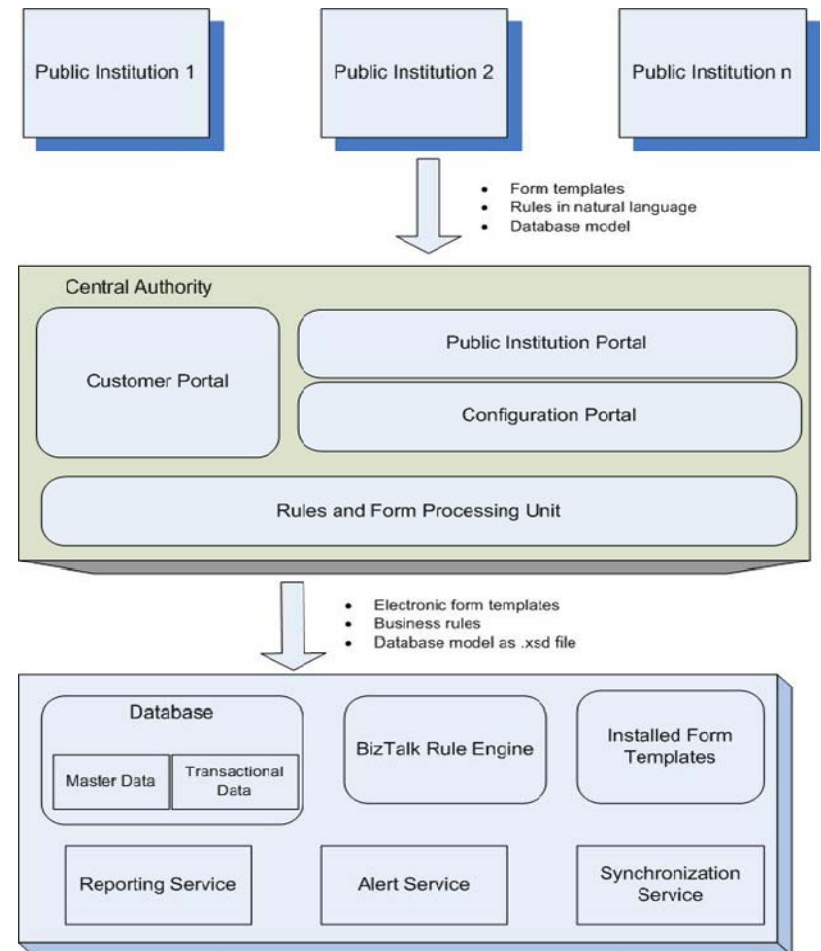 Public Institution 1
Public Institution 2
Public Institution n
• Form templates
• Rules in natural language
• Database model
Central Authority
Customer Portal
Public Institution Portal
Configuration Portal
Rules and Form Processing Unit
• Electronic form templates
• Business rules
• Database model as .xsd file
Database
Master Data
Transactional
Data
BizTalk Rule Engine
Installed Form
Templates
Reporting Service
Alert Service
Synchronization
Service